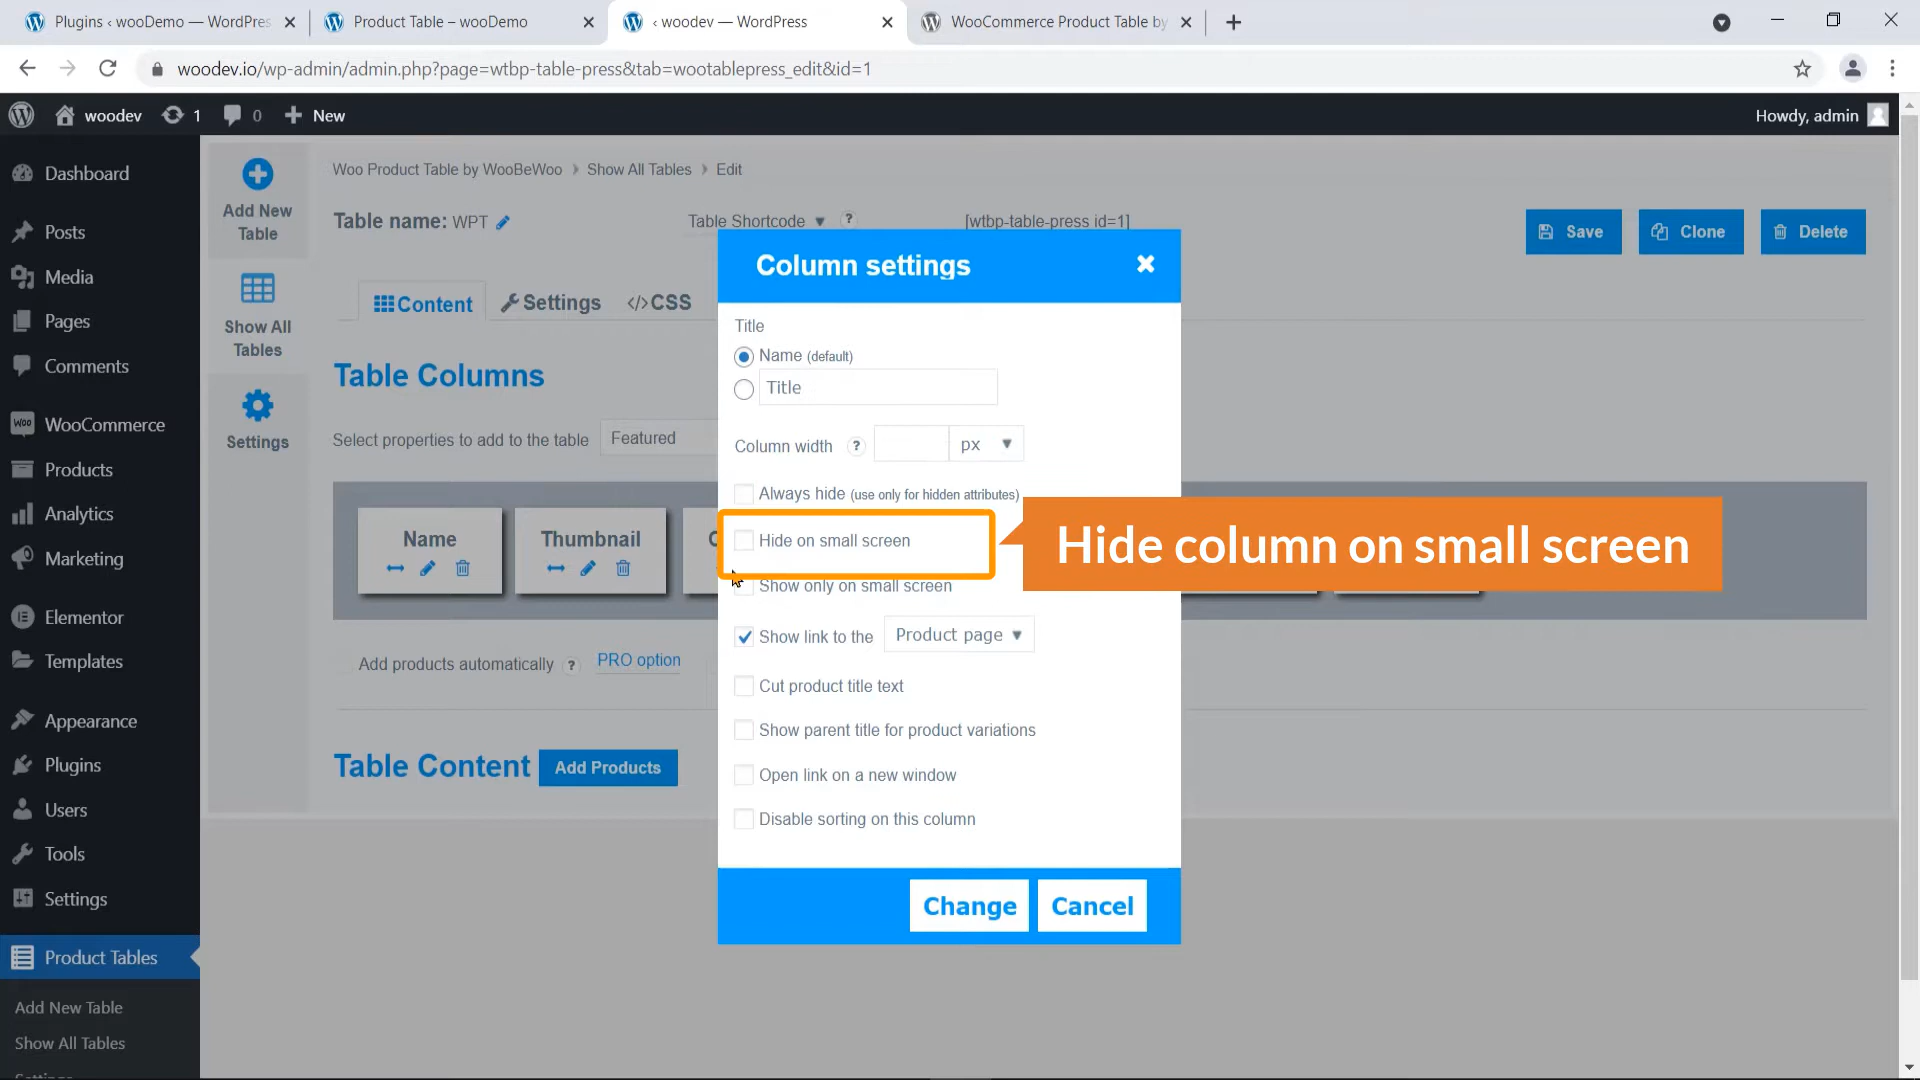 Plugins ‹ wooDemo — WordPres
Product Table – wooDemo
‹ woodev — WordPress
WooCommerce Product Table by
woodev.io/wp-admin/admin.php?page=wtbp-table-press&tab=wootablepress_edit&id=1
woodev
1
0
New
Howdy, admin
Dashboard
Posts
Media
Pages
Comments
WooCommerce
Products
Analytics
Marketing
Elementor
Templates
Appearance
Plugins
Users
Tools
Settings
Product Tables
Add New Table
Show All Tables
Settings
Add New
Table
Show All
Tables
Settings
Woo Product Table by WooBeWoo › Show All Tables › Edit
Table name: WPT
Table Shortcode ▼ ?
[wtbp-table-press id=1]
Save
Clone
Delete
Content
Settings
</>CSS
Table Columns
Select properties to add to the table
Featured
Name
Thumbnail
Add products automatically ? PRO option
Table Content
Add Products
Column settings
Title
Name (default)
Title
Column width ? px ▼
Always hide (use only for hidden attributes)
Hide on small screen
Show only on small screen
Show link to the Product page ▼
Cut product title text
Show parent title for product variations
Open link on a new window
Disable sorting on this column
Change
Cancel
Hide column on small screen